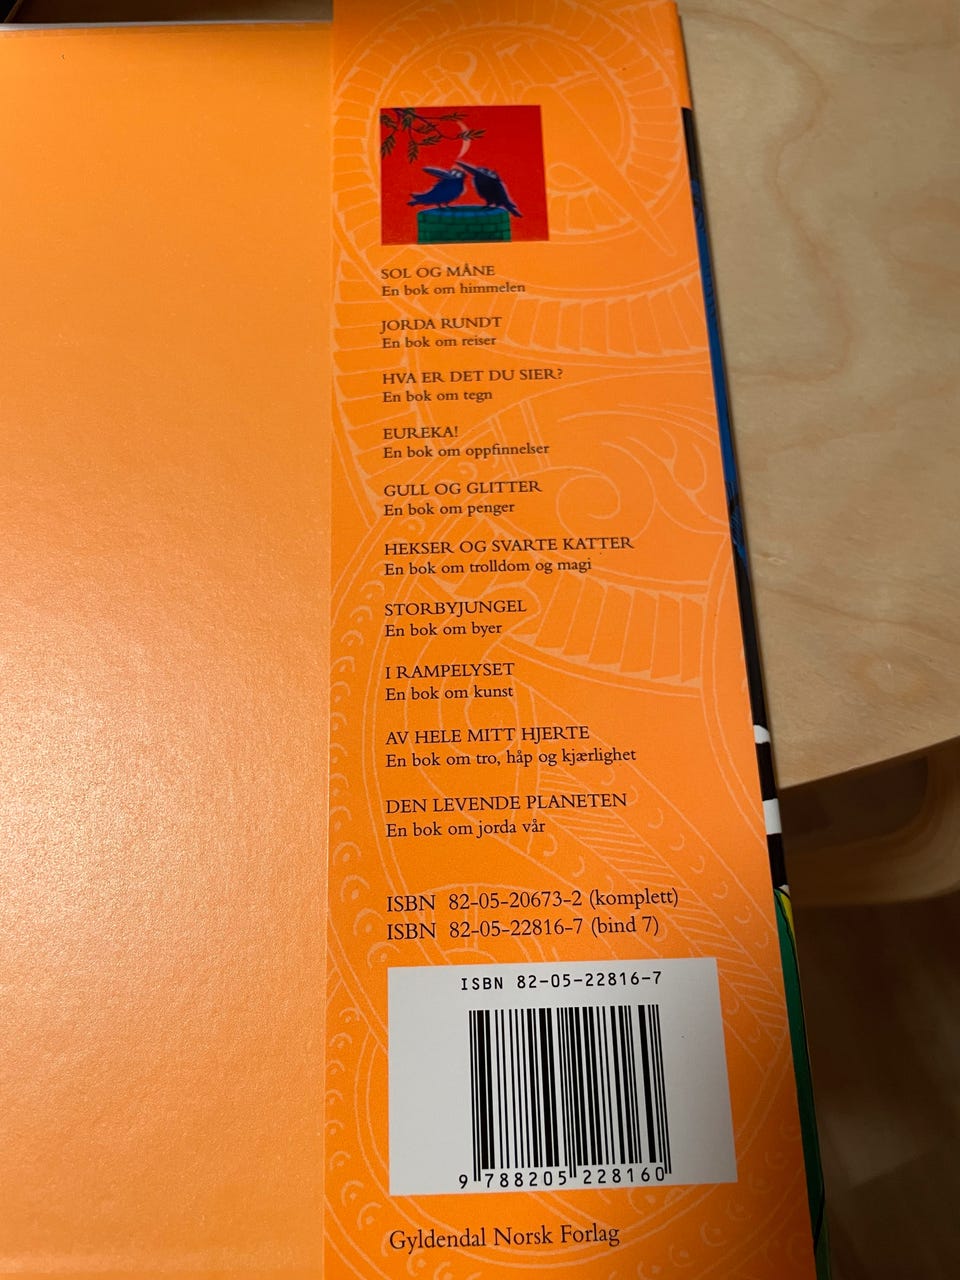 SOL OG MÅNE
En bok om himmelen
JORDA RUNDT
En bok om reiser
HVA ER DET DU SIER?
En bok om tegn
EUREKA!
En bok om oppfinnelser
GULL OG GLITTER
En bok om penger
HEKSER OG SVARTE KATTER
En bok om trolldom og magi
STORBYJUNGEL
En bok om byer
I RAMPELYSET
En bok om kunst
AV HELE MITT HJERTE
En bok om tro, håp og kjærlighet
DEN LEVENDE PLANETEN
En bok om jorda vår
ISBN 82-05-20673-2 (komplett)
ISBN 82-05-22816-7 (bind 7)
ISBN 82-05-22816-7
9 788205 228160
Gyldendal Norsk Forlag